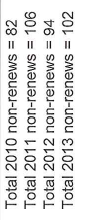 Total 2010 non-renews = 82
Total 2011 non-renews = 106
Total 2012 non-renews = 94
Total 2013 non-renews = 102